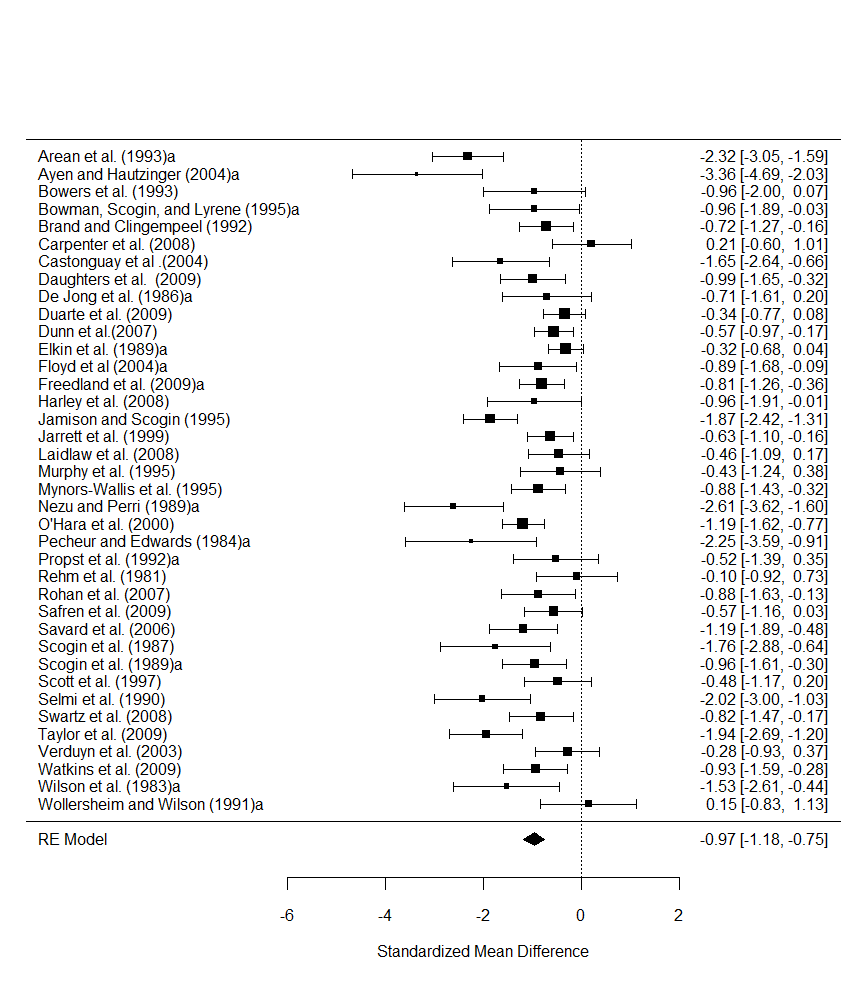 Arean et al. (1993)a -2.32 [-3.05, -1.59]
Ayen and Hautzinger (2004)a -3.36 [-4.69, -2.03]
Bowers et al. (1993) -0.96 [-2.00, 0.07]
Bowman, Scogin, and Lyrene (1995)a -0.96 [-1.89, -0.03]
Brand and Clingempeel (1992) -0.72 [-1.27, -0.16]
Carpenter et al. (2008) 0.21 [-0.60, 1.01]
Castonguay et al .(2004) -1.65 [-2.64, -0.66]
Daughters et al.  (2009) -0.99 [-1.65, -0.32]
De Jong et al. (1986)a -0.71 [-1.61, 0.20]
Duarte et al. (2009) -0.34 [-0.77, 0.08]
Dunn et al.(2007) -0.57 [-0.97, -0.17]
Elkin et al. (1989)a -0.32 [-0.68, 0.04]
Floyd et al. (2004)a -0.89 [-1.68, -0.09]
Freedland et al. (2009)a -0.81 [-1.26, -0.36]
Harley et al. (2008) -0.96 [-1.91, -0.01]
Jamison and Scogin (1995) -1.87 [-2.42, -1.31]
Jarrett et al. (1999) -0.63 [-1.10, -0.16]
Laidlaw et al. (2008) -0.46 [-1.09, 0.17]
Murphy et al. (1995) -0.43 [-1.24, 0.38]
Mynors-Wallis et al. (1995) -0.88 [-1.43, -0.32]
Nezu and Perri (1989)a -2.61 [-3.62, -1.60]
O'Hara et al. (2000) -1.19 [-1.62, -0.77]
Pecheur and Edwards (1984)a -2.25 [-3.59, -0.91]
Propst et al. (1992)a -0.52 [-1.39, 0.35]
Rehm et al. (1981) -0.10 [-0.92, 0.73]
Rohan et al. (2007) -0.88 [-1.63, -0.13]
Safren et al. (2009) -0.57 [-1.16, 0.03]
Savard et al. (2006) -1.19 [-1.89, -0.48]
Scogin et al. (1987) -1.76 [-2.88, -0.64]
Scogin et al. (1989)a -0.96 [-1.61, -0.30]
Scott et al. (1997) -0.48 [-1.17, 0.20]
Selmi et al. (1990) -2.02 [-3.00, -1.03]
Swartz et al. (2008) -0.82 [-1.47, -0.17]
Taylor et al. (2009) -1.94 [-2.69, -1.20]
Verduyn et al. (2003) -0.28 [-0.93, 0.37]
Watkins et al. (2009) -0.93 [-1.59, -0.28]
Wilson et al. (1983)a -1.53 [-2.61, -0.44]
Wollersheim and Wilson (1991)a 0.15 [-0.83, 1.13]
RE Model -0.97 [-1.18, -0.75]
-6 -4 -2 0 2
Standardized Mean Difference